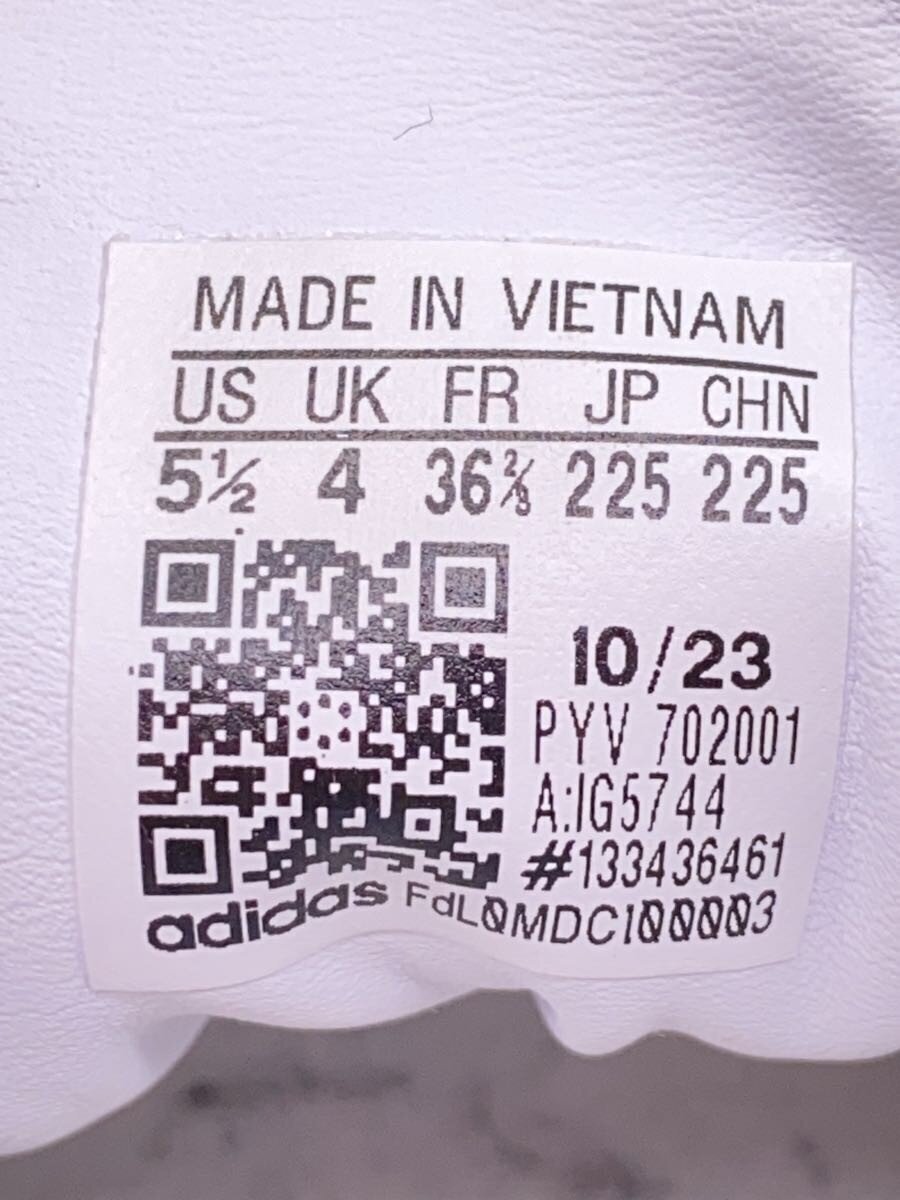 MADE IN VIETNAM
US UK FR JP CHN
5½ 4 36⅔ 225 225
10/23
PYV 702001
A:IG5744
#133436461
adidas FdL0MDC100003